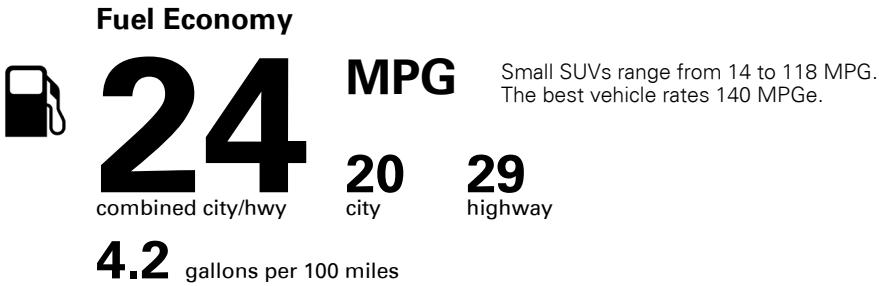 Fuel Economy
24 MPG
Small SUVs range from 14 to 118 MPG.
The best vehicle rates 140 MPGe.
20 29
combined city/hwy city highway
4.2 gallons per 100 miles